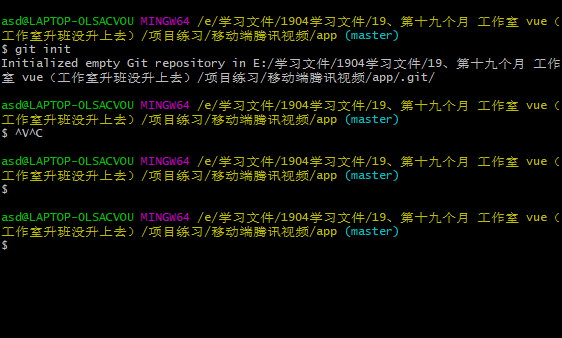 asd@LAPTOP-OLSACVOU MINGW64 /e/学习文件/1904学习文件/19、第十九个月 工作室 vue（
工作室升班没升上去）/项目练习/移动端腾讯视频/app (master)
$ git init
Initialized empty Git repository in E:/学习文件/1904学习文件/19、第十九个月 工作
室 vue（工作室升班没升上去）/项目练习/移动端腾讯视频/app/.git/
asd@LAPTOP-OLSACVOU MINGW64 /e/学习文件/1904学习文件/19、第十九个月 工作室 vue（
工作室升班没升上去）/项目练习/移动端腾讯视频/app (master)
$ ^V^C
asd@LAPTOP-OLSACVOU MINGW64 /e/学习文件/1904学习文件/19、第十九个月 工作室 vue（
工作室升班没升上去）/项目练习/移动端腾讯视频/app (master)
$
asd@LAPTOP-OLSACVOU MINGW64 /e/学习文件/1904学习文件/19、第十九个月 工作室 vue（
工作室升班没升上去）/项目练习/移动端腾讯视频/app (master)
$